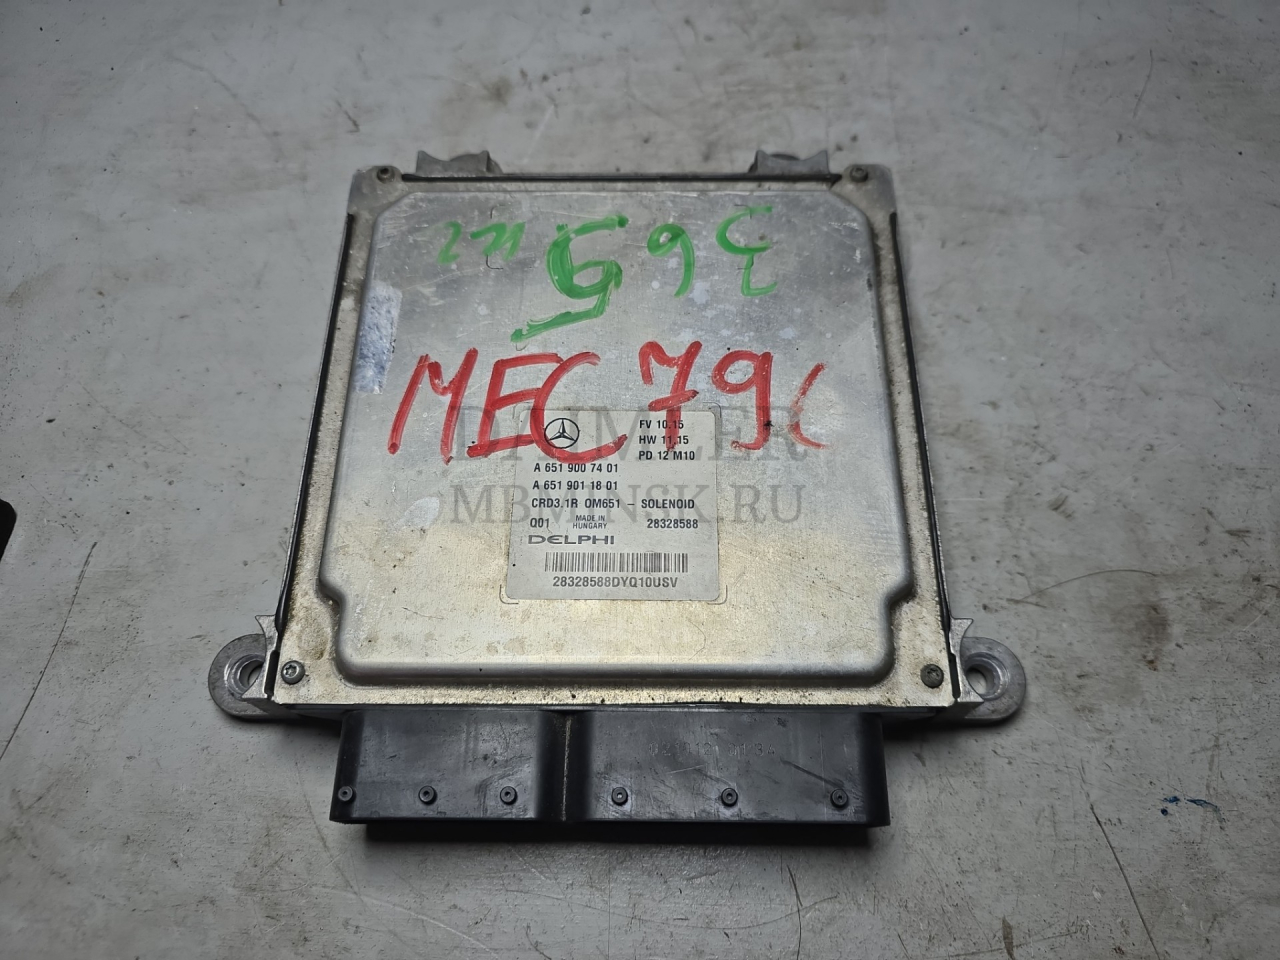 MEC 79C
FV 10.15
HW 11.15
PD 12 M10
A 651 900 74 01
A 651 901 18 01
CRD3.1R OM651 - SOLENOID
Q01 MADE IN HUNGARY 28328588
DELPHI
28328588DYQ10USV
DAIMLER
MBMINSK.RU